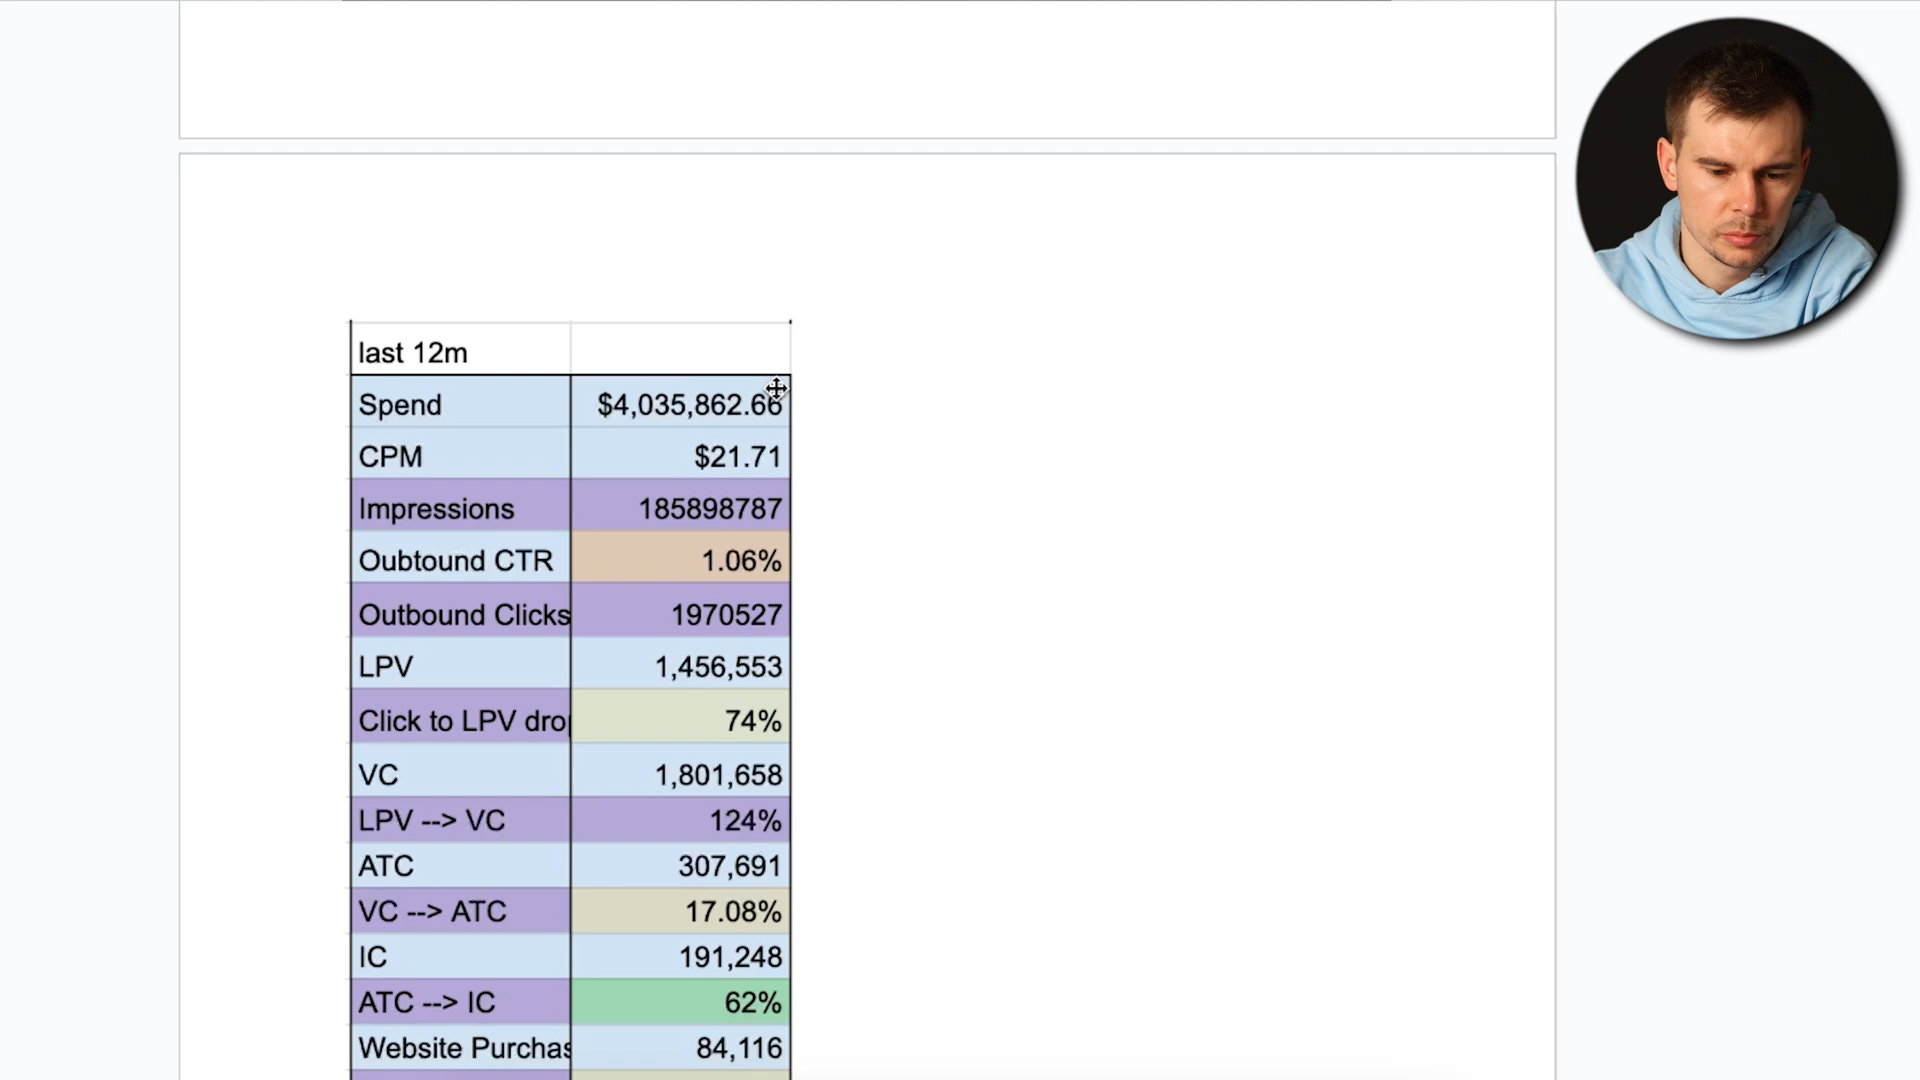 last 12m
Spend $4,035,862.66
CPM $21.71
Impressions 185898787
Oubtound CTR 1.06%
Outbound Clicks 1970527
LPV 1,456,553
Click to LPV drop 74%
VC 1,801,658
LPV --> VC 124%
ATC 307,691
VC --> ATC 17.08%
IC 191,248
ATC --> IC 62%
Website Purchas 84,116